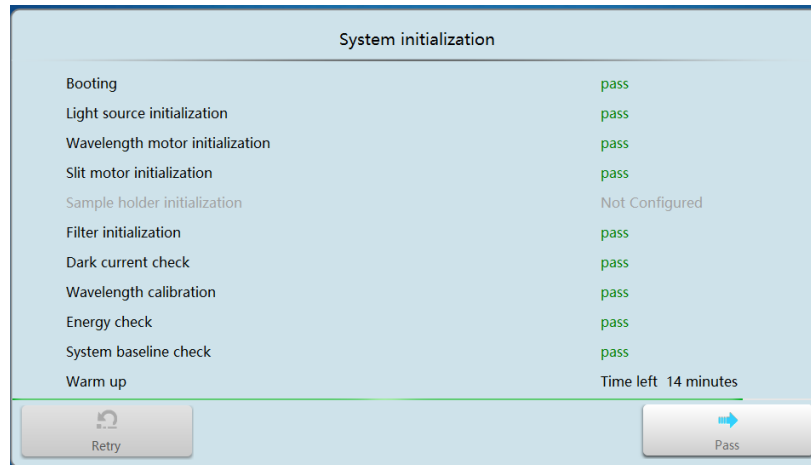 System initialization
Booting pass
Light source initialization pass
Wavelength motor initialization pass
Slit motor initialization pass
Sample holder initialization Not Configured
Filter initialization pass
Dark current check pass
Wavelength calibration pass
Energy check pass
System baseline check pass
Warm up Time left 14 minutes
Retry Pass